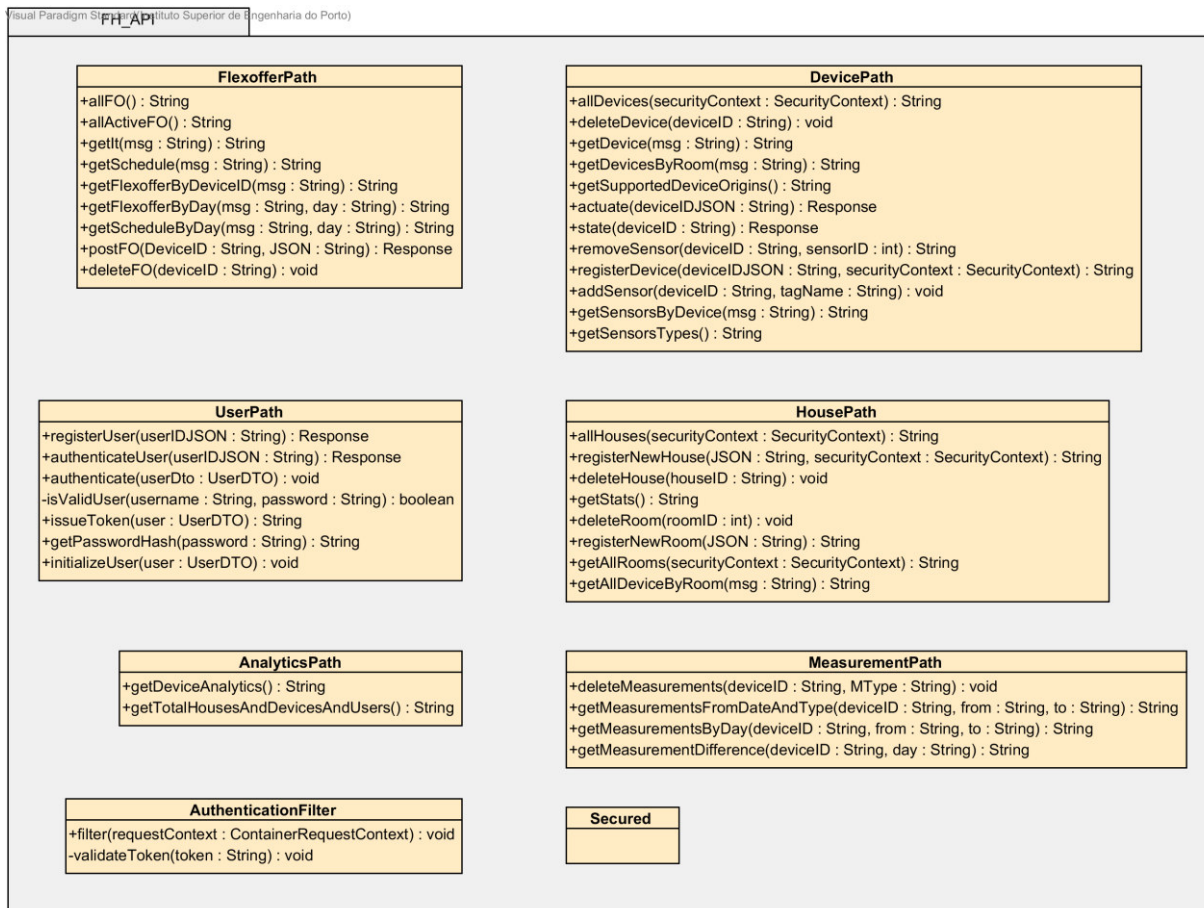 Visual Paradigm Standard(Instituto Superior de Engenharia do Porto)
FH_API
FlexofferPath
+allFO() : String
+allActiveFO() : String
+getIt(msg : String) : String
+getSchedule(msg : String) : String
+getFlexofferByDeviceID(msg : String) : String
+getFlexofferByDay(msg : String, day : String) : String
+getScheduleByDay(msg : String, day : String) : String
+postFO(DeviceID : String, JSON : String) : Response
+deleteFO(deviceID : String) : void
DevicePath
+allDevices(securityContext : SecurityContext) : String
+deleteDevice(deviceID : String) : void
+getDevice(msg : String) : String
+getDevicesByRoom(msg : String) : String
+getSupportedDeviceOrigins() : String
+actuate(deviceIDJSON : String) : Response
+state(deviceID : String) : Response
+removeSensor(deviceID : String, sensorID : int) : String
+registerDevice(deviceIDJSON : String, securityContext : SecurityContext) : String
+addSensor(deviceID : String, tagName : String) : void
+getSensorsByDevice(msg : String) : String
+getSensorsTypes() : String
UserPath
+registerUser(userIDJSON : String) : Response
+authenticateUser(userIDJSON : String) : Response
+authenticate(userDto : UserDTO) : void
-isValidUser(username : String, password : String) : boolean
+issueToken(user : UserDTO) : String
+getPasswordHash(password : String) : String
+initializeUser(user : UserDTO) : void
HousePath
+allHouses(securityContext : SecurityContext) : String
+registerNewHouse(JSON : String, securityContext : SecurityContext) : String
+deleteHouse(houseID : String) : void
+getStats() : String
+deleteRoom(roomID : int) : void
+registerNewRoom(JSON : String) : String
+getAllRooms(securityContext : SecurityContext) : String
+getAllDeviceByRoom(msg : String) : String
AnalyticsPath
+getDeviceAnalytics() : String
+getTotalHousesAndDevicesAndUsers() : String
MeasurementPath
+deleteMeasurements(deviceID : String, MType : String) : void
+getMeasurementsFromDateAndType(deviceID : String, from : String, to : String) : String
+getMeasurementsByDay(deviceID : String, from : String, to : String) : String
+getMeasurementDifference(deviceID : String, day : String) : String
AuthenticationFilter
+filter(requestContext : ContainerRequestContext) : void
-validateToken(token : String) : void
Secured